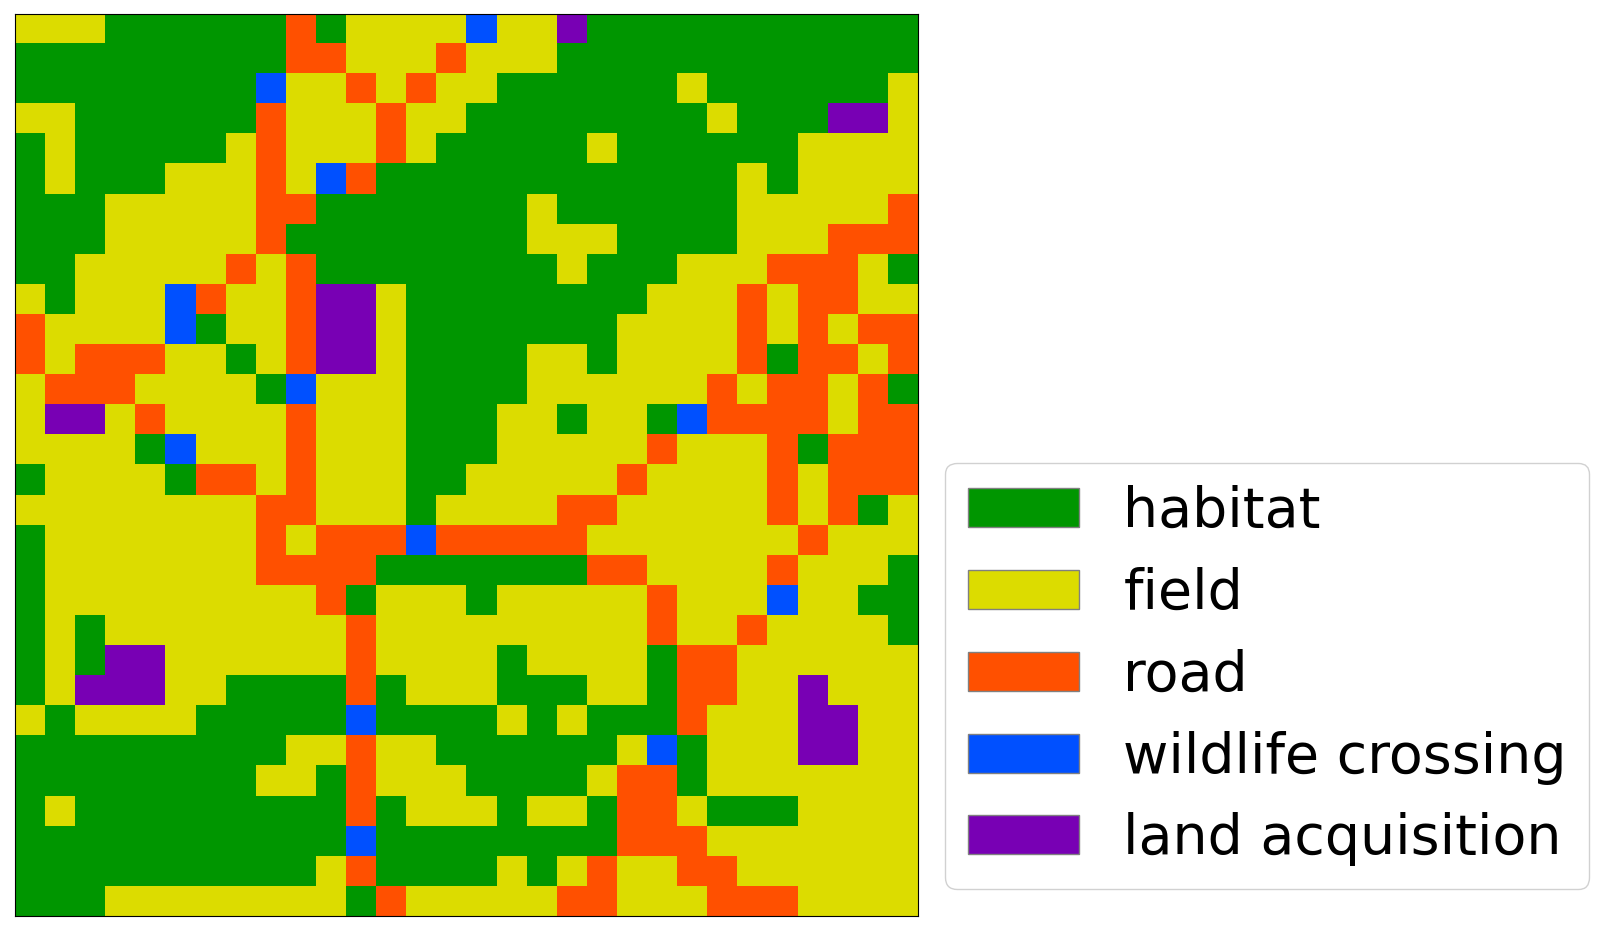 habitat
field
road
wildlife crossing
land acquisition